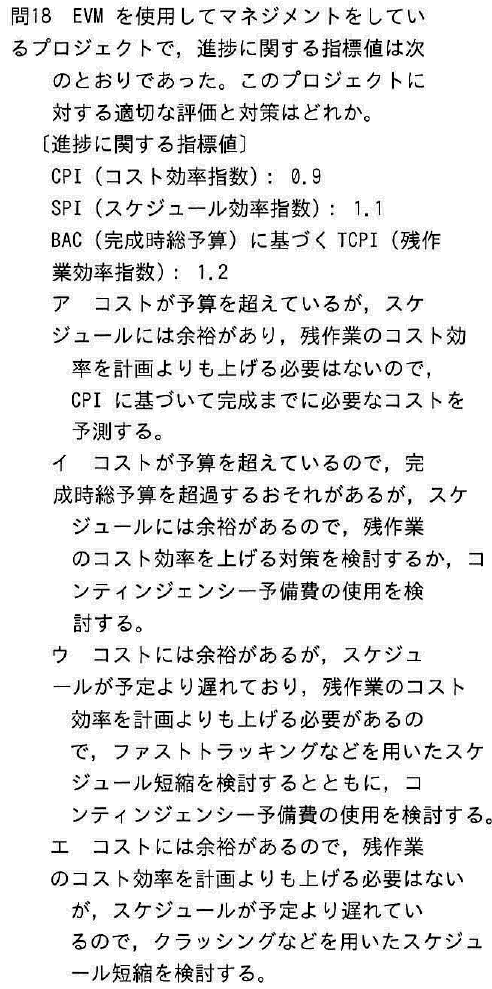 問18 EVM を使用してマネジメントをしてい
るプロジェクトで，進捗に関する指標値は次
のとおりであった。このプロジェクトに
対する適切な評価と対策はどれか。
〔進捗に関する指標値〕
CPI（コスト効率指数）: 0.9
SPI（スケジュール効率指数）: 1.1
BAC（完成時総予算）に基づく TCPI（残作
業効率指数）: 1.2
ア コストが予算を超えているが，スケ
ジュールには余裕があり，残作業のコスト効
率を計画よりも上げる必要はないので，
CPI に基づいて完成までに必要なコストを
予測する。
イ コストが予算を超えているので，完
成時総予算を超過するおそれがあるが，スケ
ジュールには余裕があるので，残作業
のコスト効率を上げる対策を検討するか，コ
ンティンジェンシー予備費の使用を検
討する。
ウ コストには余裕があるが，スケジュ
ールが予定より遅れており，残作業のコスト
効率を計画よりも上げる必要があるの
で，ファストトラッキングなどを用いたスケ
ジュール短縮を検討するとともに，コ
ンティンジェンシー予備費の使用を検討する。
エ コストには余裕があるので，残作業
のコスト効率を計画よりも上げる必要はない
が，スケジュールが予定より遅れてい
るので，クラッシングなどを用いたスケジュ
ール短縮を検討する。